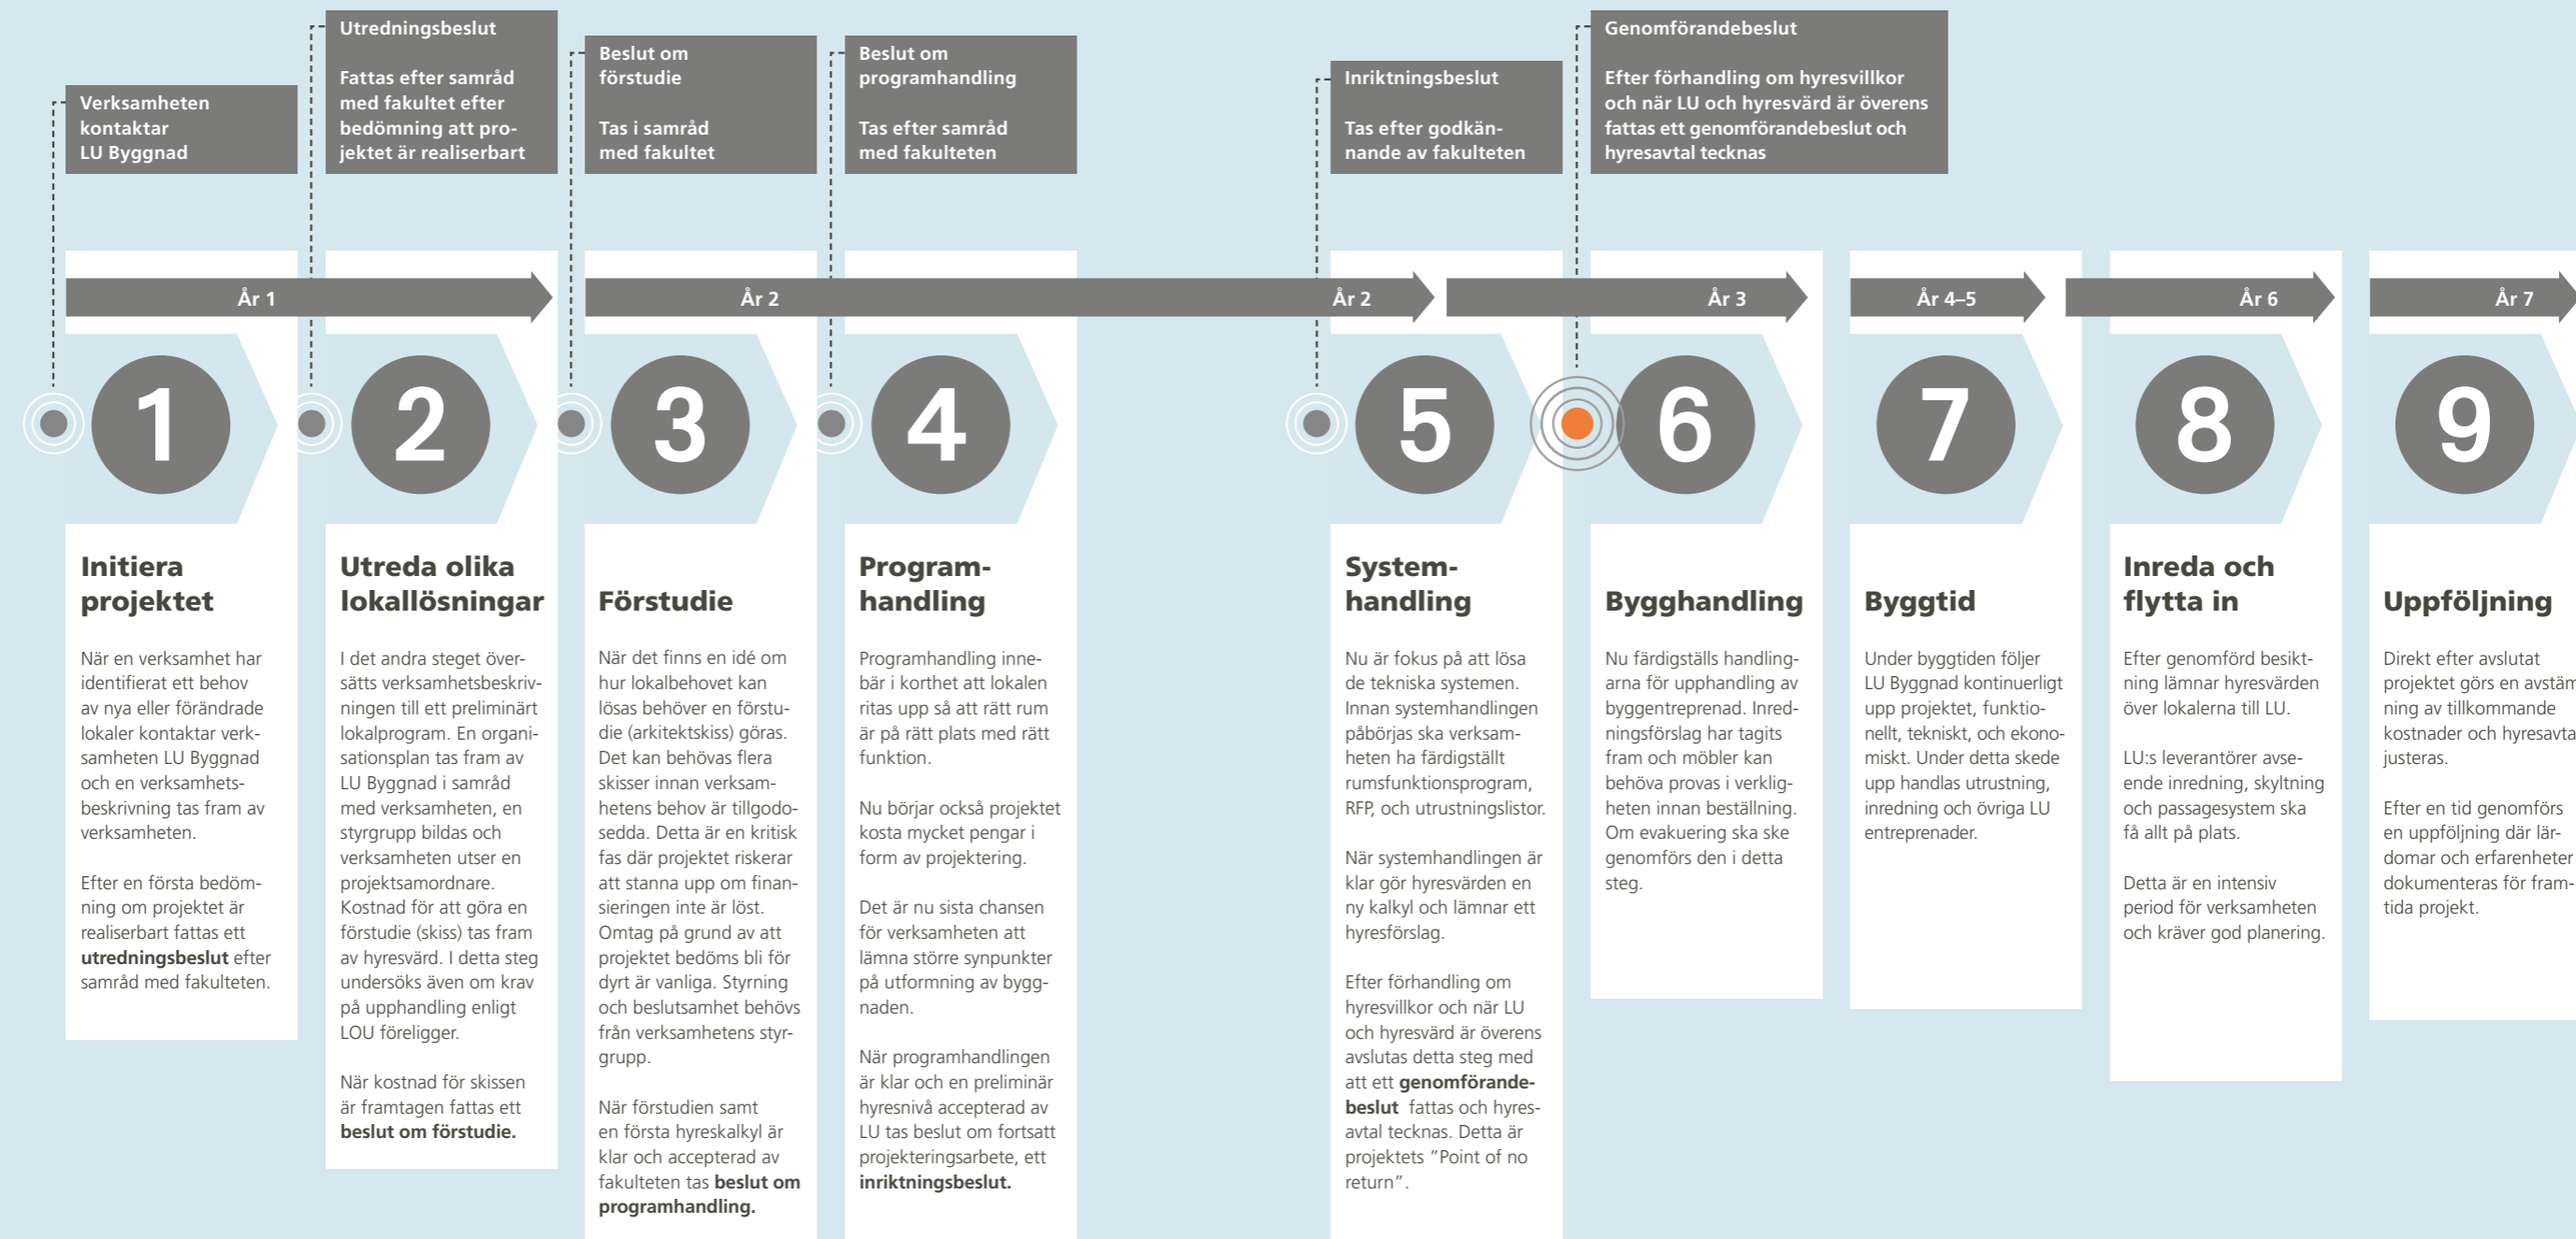 Verksamheten
kontaktar
LU Byggnad
Utredningsbeslut
Fattas efter samråd
med fakultet efter
bedömning att pro-
jektet är realiserbart
Beslut om
förstudie
Tas i samråd
med fakultet
Beslut om
programhandling
Tas efter samråd
med fakulteten
Inriktningsbeslut
Tas efter godkän-
nande av fakulteten
Genomförandebeslut
Efter förhandling om hyresvillkor
och när LU och hyresvärd är överens
fattas ett genomförandebeslut och
hyresavtal tecknas
År 1
År 2
År 2
År 3
År 4–5
År 6
År 7
1
Initiera
projektet
När en verksamhet har
identifierat ett behov
av nya eller förändrade
lokaler kontaktar verk-
samheten LU Byggnad
och en verksamhets-
beskrivning tas fram av
verksamheten.
Efter en första bedöm-
ning om projektet är
realiserbart fattas ett
utredningsbeslut efter
samråd med fakulteten.
2
Utreda olika
lokallösningar
I det andra steget över-
sätts verksamhetsbeskriv-
ningen till ett preliminärt
lokalprogram. En organi-
sationsplan tas fram av
LU Byggnad i samråd
med verksamheten, en
styrgrupp bildas och
verksamheten utser en
projektsamordnare.
Kostnad för att göra en
förstudie (skiss) tas fram
av hyresvärd. I detta steg
undersöks även om krav
på upphandling enligt
LOU föreligger.
När kostnad för skissen
är framtagen fattas ett
beslut om förstudie.
3
Förstudie
När det finns en idé om
hur lokalbehovet kan
lösas behöver en förstu-
die (arkitektskiss) göras.
Det kan behövas flera
skisser innan verksam-
hetens behov är tillgodo-
sedda. Detta är en kritisk
fas där projektet riskerar
att stanna upp om finan-
sieringen inte är löst.
Omtag på grund av att
projektet bedöms bli för
dyrt är vanliga. Styrning
och beslutsamhet behövs
från verksamhetens styr-
grupp.
När förstudien samt
en första hyreskalkyl är
klar och accepterad av
fakulteten tas beslut om
programhandling.
4
Program-
handling
Programhandling inne-
bär i korthet att lokalen
ritas upp så att rätt rum
är på rätt plats med rätt
funktion.
Nu börjar också projektet
kosta mycket pengar i
form av projektering.
Det är nu sista chansen
för verksamheten att
lämna större synpunkter
på utformning av bygg-
naden.
När programhandlingen
är klar och en preliminär
hyresnivå accepterad av
LU tas beslut om fortsatt
projekteringsarbete, ett
inriktningsbeslut.
5
System-
handling
Nu är fokus på att lösa
de tekniska systemen.
Innan systemhandlingen
påbörjas ska verksam-
heten ha färdigställt
rumsfunktionsprogram,
RFP, och utrustningslistor.
När systemhandlingen är
klar gör hyresvärden en
ny kalkyl och lämnar ett
hyresförslag.
Efter förhandling om
hyresvillkor och när LU
och hyresvärd är överens
avslutas detta steg med
att ett genomförande-
beslut fattas och hyres-
avtal tecknas. Detta är
projektets ”Point of no
return”.
6
Bygghandling
Nu färdigställs handling-
arna för upphandling av
byggentreprenad. Inred-
ningsförslag har tagits
fram och möbler kan
behöva provas i verklig-
heten innan beställning.
Om evakuering ska ske
genomförs den i detta
steg.
7
Byggtid
Under byggtiden följer
LU Byggnad kontinuerligt
upp projektet, funktio-
nellt, tekniskt, och ekono-
miskt. Under detta skede
upp handlas utrustning,
inredning och övriga LU
entreprenader.
8
Inreda och
flytta in
Efter genomförd besikt-
ning lämnar hyresvärden
över lokalerna till LU.
LU:s leverantörer avse-
ende inredning, skyltning
och passagesystem ska
få allt på plats.
Detta är en intensiv
period för verksamheten
och kräver god planering.
9
Uppföljning
Direkt efter avslutat
projektet görs en avstäm
ning av tillkommande
kostnader och hyresavta
justeras.
Efter en tid genomförs
en uppföljning där lär-
domar och erfarenheter
dokumenteras för fram-
tida projekt.